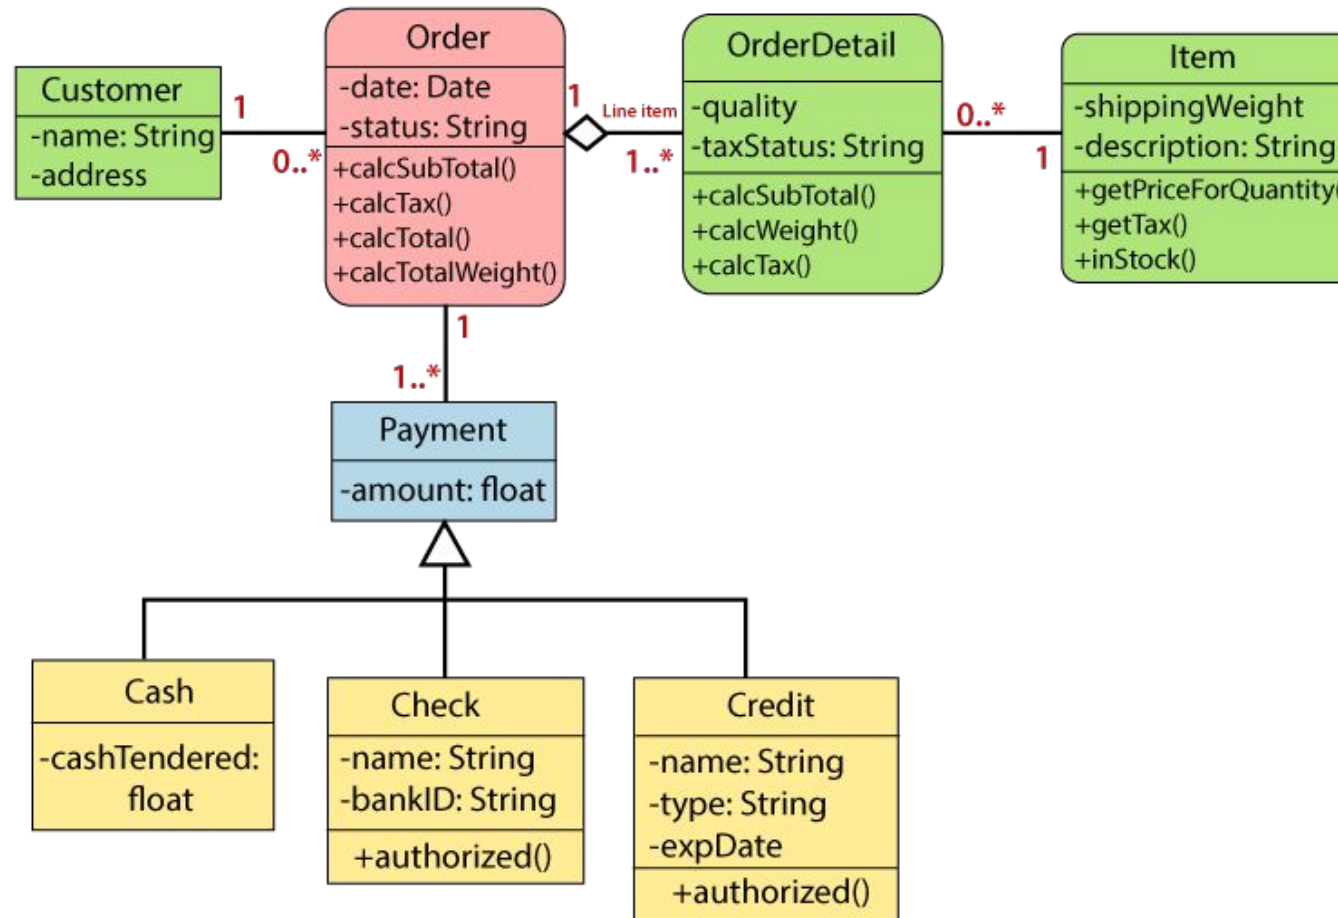 Customer
-name: String
-address
1
0..*
Order
-date: Date
-status: String
+calcSubTotal()
+calcTax()
+calcTotal()
+calcTotalWeight()
1
Line item
1..*
OrderDetail
-quality
-taxStatus: String
+calcSubTotal()
+calcWeight()
+calcTax()
0..*
1
Item
-shippingWeight
-description: String
+getPriceForQuantity(
+getTax()
+inStock()
1
1..*
Payment
-amount: float
Cash
-cashTendered:
float
Check
-name: String
-bankID: String
+authorized()
Credit
-name: String
-type: String
-expDate
+authorized()